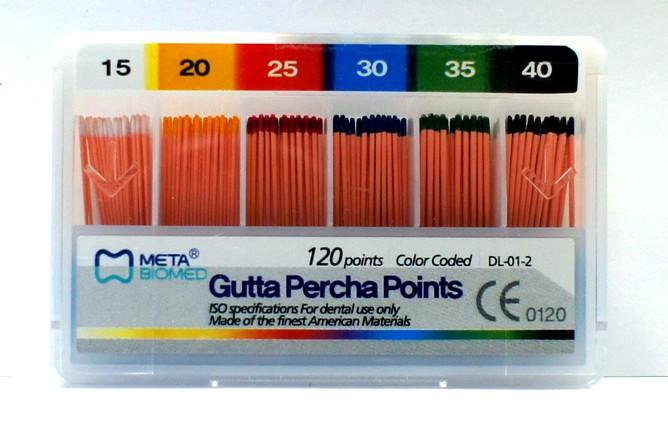 15 20 25 30 35 40
META®
BIOMED
120 points Color Coded DL-01-2
Gutta Percha Points
ISO specifications For dental use only
Made of the finest American Materials
CE 0120